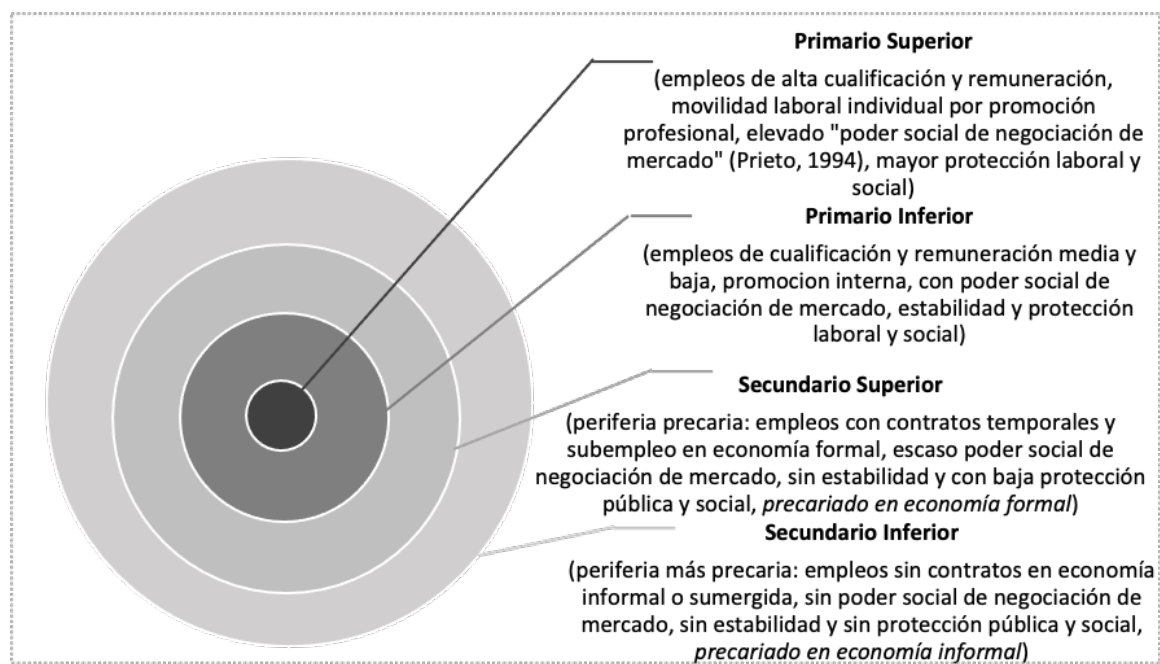 Primario Superior
(empleos de alta cualificación y remuneración,
movilidad laboral individual por promoción
profesional, elevado "poder social de negociación de
mercado" (Prieto, 1994), mayor protección laboral y
social)
Primario Inferior
(empleos de cualificación y remuneración media y
baja, promocion interna, con poder social de
negociación de mercado, estabilidad y protección
laboral y social)
Secundario Superior
(periferia precaria: empleos con contratos temporales y
subempleo en economía formal, escaso poder social de
negociación de mercado, sin estabilidad y con baja protección
pública y social, precariado en economía formal)
Secundario Inferior
(periferia más precaria: empleos sin contratos en economía
informal o sumergida, sin poder social de negociación de
mercado, sin estabilidad y sin protección pública y social,
precariado en economía informal)